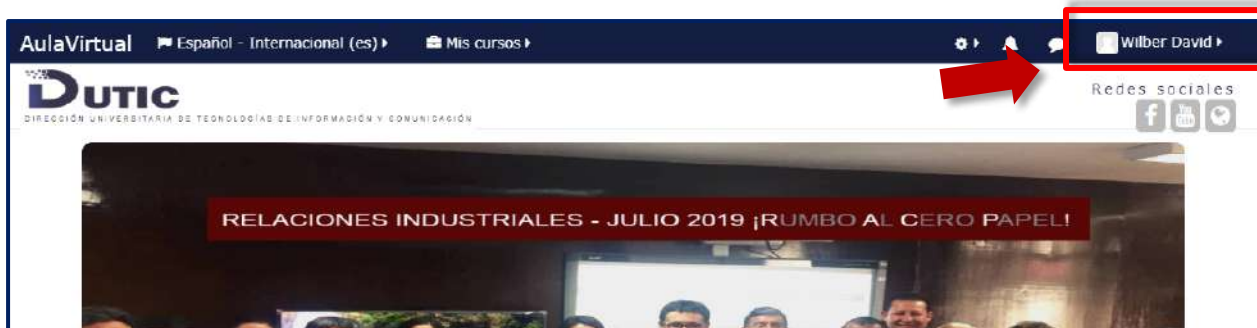 AulaVirtual Español - Internacional (es) Mis cursos Wilber David
DUTIC
DIRECCIÓN UNIVERSITARIA DE TECNOLOGÍAS DE INFORMACIÓN Y COMUNICACIÓN
Redes sociales
RELACIONES INDUSTRIALES - JULIO 2019 ¡RUMBO AL CERO PAPEL!